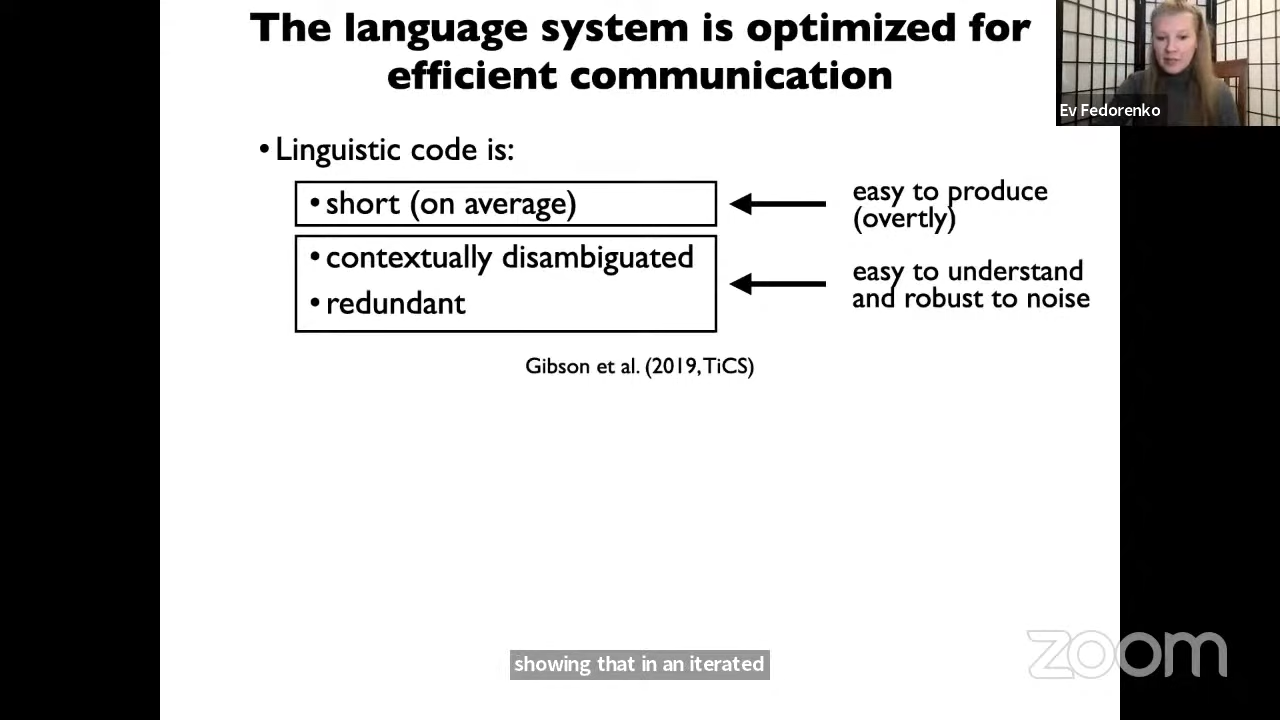 The language system is optimized for
efficient communication
Ev Fedorenko
• Linguistic code is:
• short (on average)
easy to produce
(overtly)
• contextually disambiguated
• redundant
easy to understand
and robust to noise
Gibson et al. (2019, TiCS)
showing that in an iterated
zoom